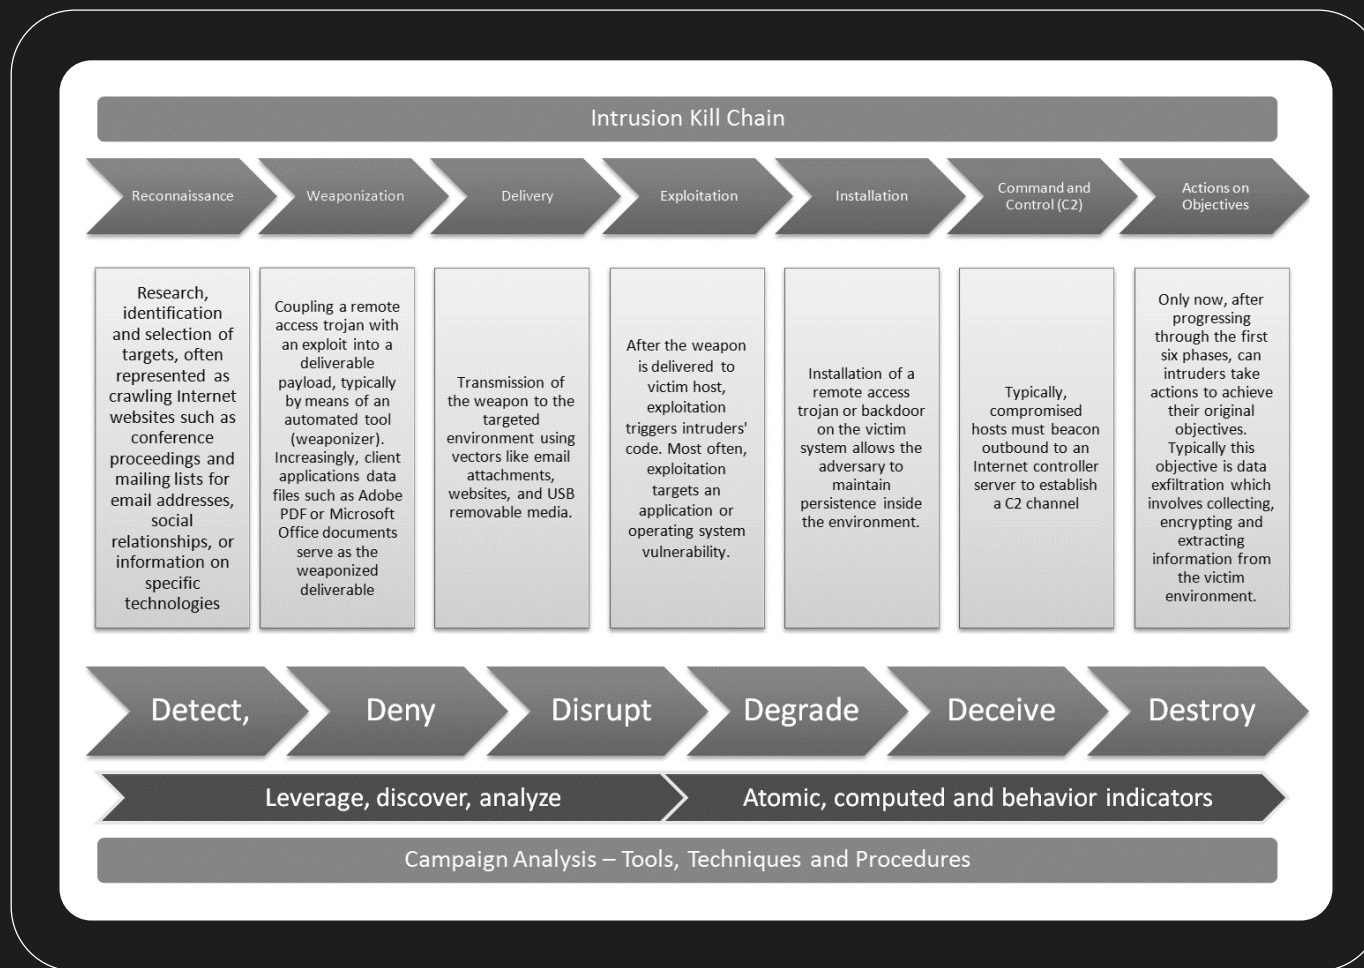 Intrusion Kill Chain
Reconnaissance
Weaponization
Delivery
Exploitation
Installation
Command and
Control (C2)
Actions on
Objectives
Research,
identification
and selection of
targets, often
represented as
crawling Internet
websites such as
conference
proceedings and
mailing lists for
email addresses,
social
relationships, or
information on
specific
technologies
Coupling a remote
access trojan with
an exploit into a
deliverable
payload, typically
by means of an
automated tool
(weaponizer).
Increasingly, client
applications data
files such as Adobe
PDF or Microsoft
Office documents
serve as the
weaponized
deliverable
Transmission of
the weapon to the
targeted
environment using
vectors like email
attachments,
websites, and USB
removable media.
After the weapon
is delivered to
victim host,
exploitation
triggers intruders'
code. Most often,
exploitation
targets an
application or
operating system
vulnerability.
Installation of a
remote access
trojan or backdoor
on the victim
system allows the
adversary to
maintain
persistence inside
the environment.
Typically,
compromised
hosts must beacon
outbound to an
Internet controller
server to establish
a C2 channel
Only now, after
progressing
through the first
six phases, can
intruders take
actions to achieve
their original
objectives.
Typically this
objective is data
exfiltration which
involves collecting,
encrypting and
extracting
information from
the victim
environment.
Detect,
Deny
Disrupt
Degrade
Deceive
Destroy
Leverage, discover, analyze
Atomic, computed and behavior indicators
Campaign Analysis – Tools, Techniques and Procedures